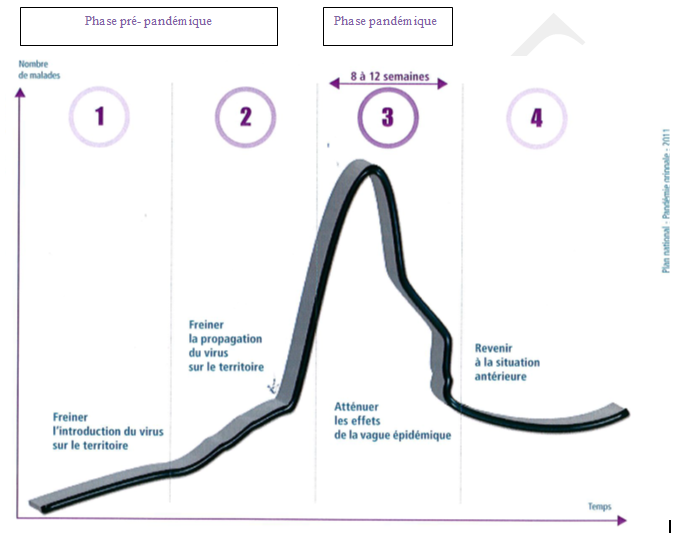 Phase pré- pandémique
Phase pandémique
Nombre
de malades
8 à 12 semaines
1
2
3
4
Freiner
l'introduction du virus
sur le territoire
Freiner
la propagation
du virus
sur le territoire
Atténuer
les effets
de la vague épidémique
Revenir
à la situation
antérieure
Temps
Plan national - Pandémie grippale - 2011